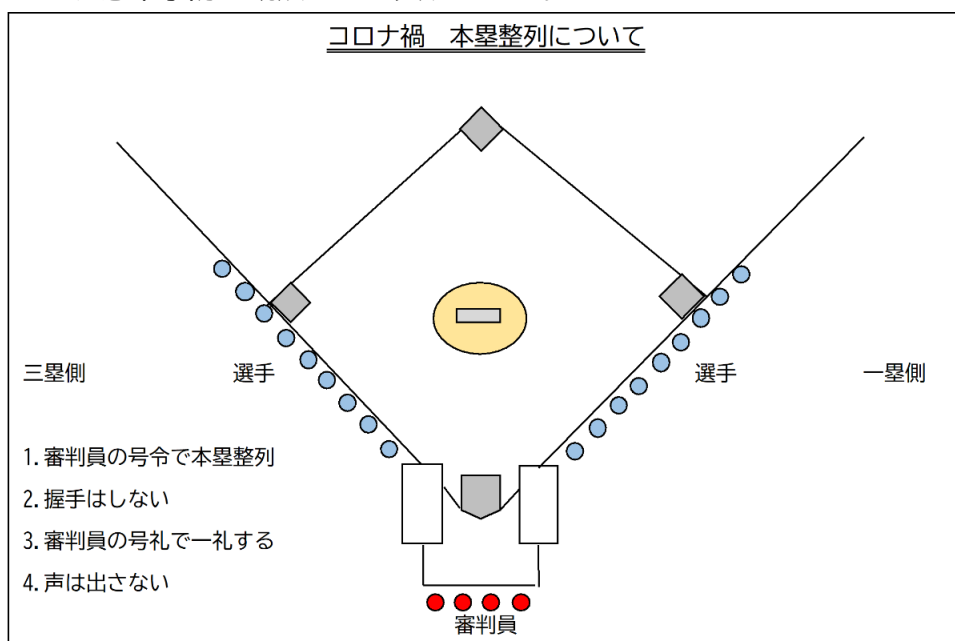 コロナ禍　本塁整列について
三塁側
選手
選手
一塁側
1. 審判員の号令で本塁整列
2. 握手はしない
3. 審判員の号礼で一礼する
4. 声は出さない
審判員